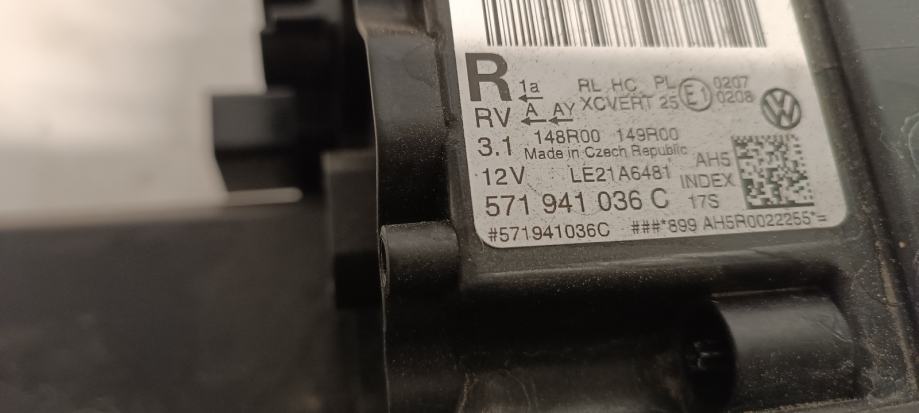 R 1a RL HC PL E1 0207
RV A AY XCVERT 25 0208
3.1 148R00 149R00
Made in Czech Republic AH5
12V LE21A6481 INDEX
571 941 036 C 17S
#571941036C ###*899 AH5R0022255*=